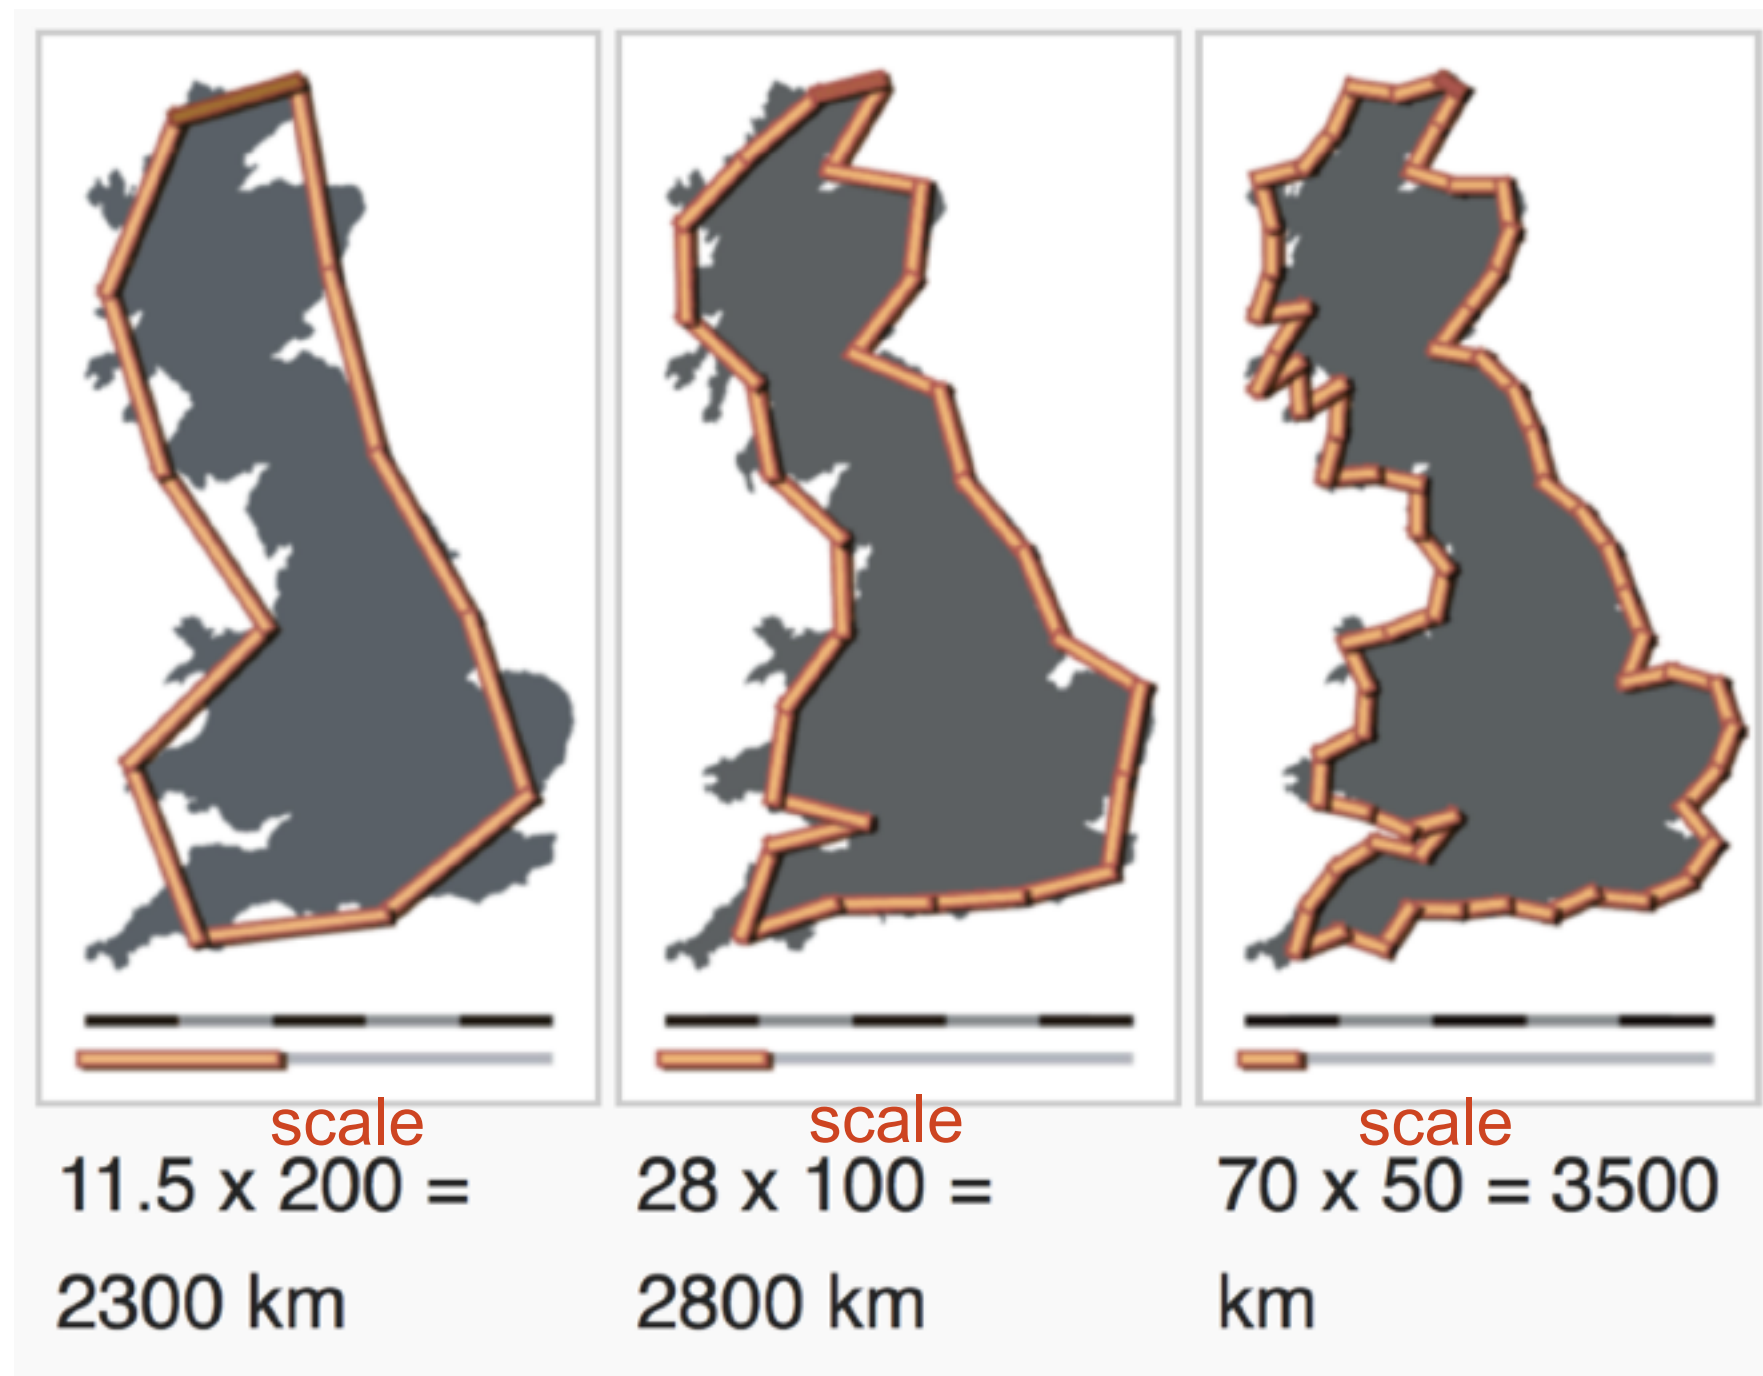 scale
11.5 x 200 =
2300 km
scale
28 x 100 =
2800 km
scale
70 x 50 = 3500
km